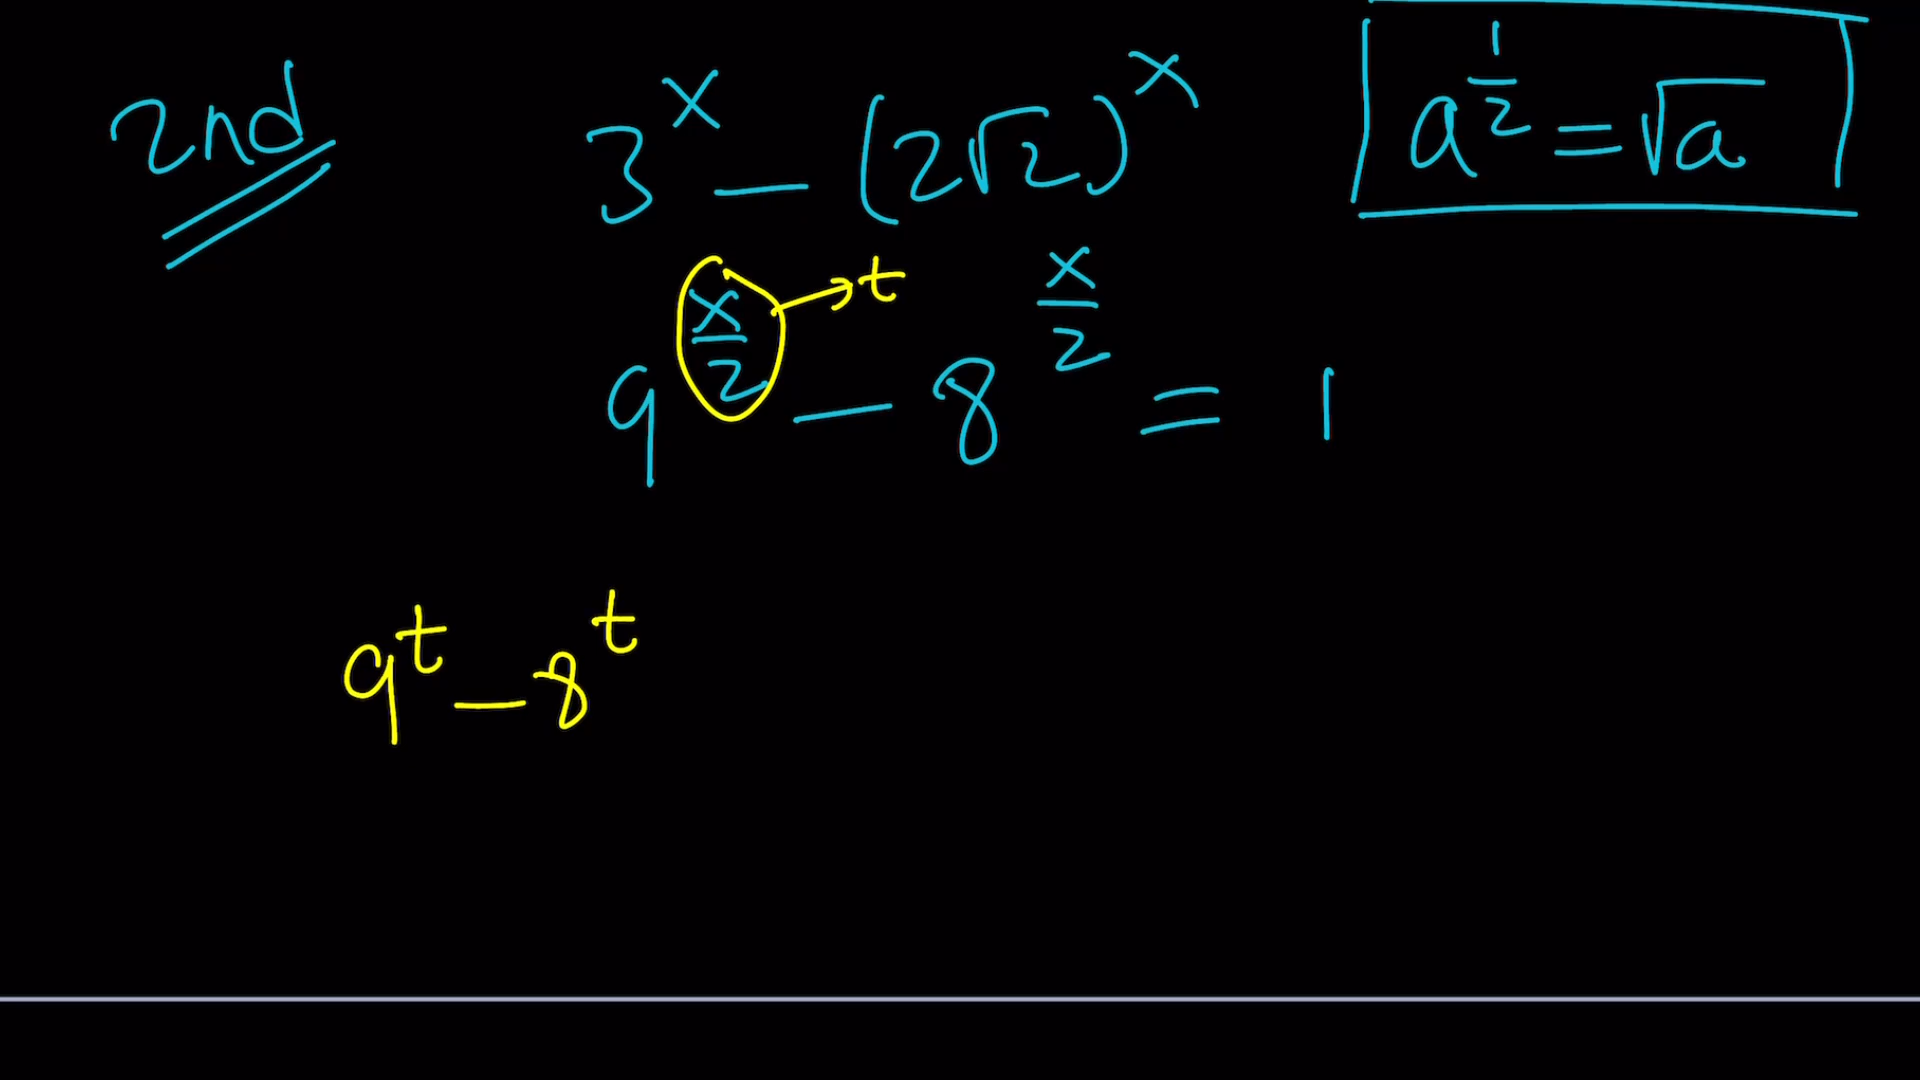 2nd
3^x − (2√2)^x
a^(1/2) = √a
x/2 → t
9^(x/2) − 8^(x/2) = 1
9^t − 8^t